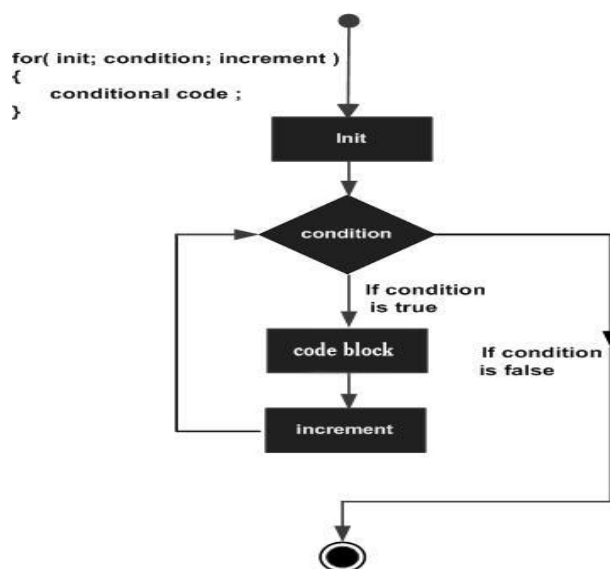 for( init; condition; increment )
{
conditional code ;
}
Init
condition
If condition
is true
code block
If condition
is false
increment